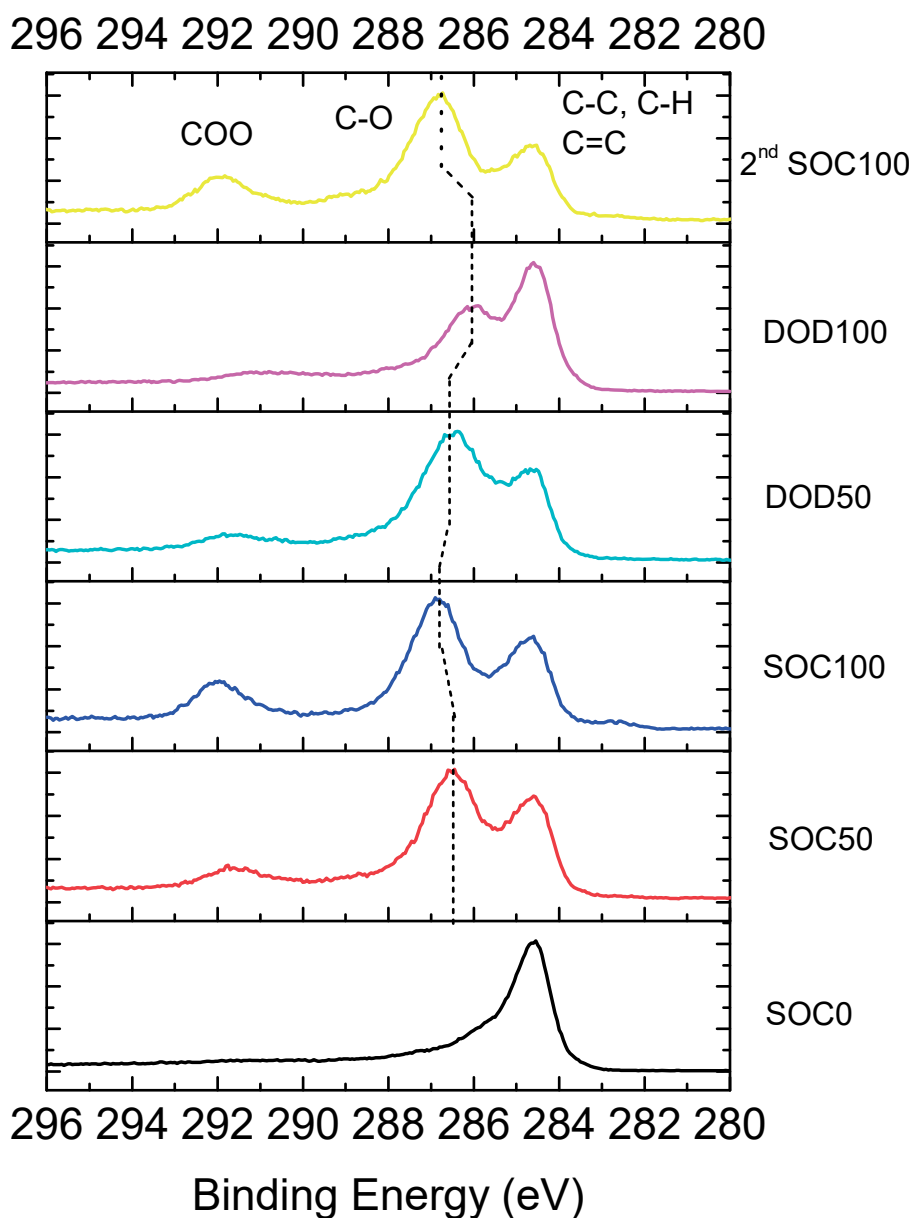 296 294 292 290 288 286 284 282 280
COO
C-O
C-C, C-H
C=C
2nd SOC100
DOD100
DOD50
SOC100
SOC50
SOC0
296 294 292 290 288 286 284 282 280
Binding Energy (eV)